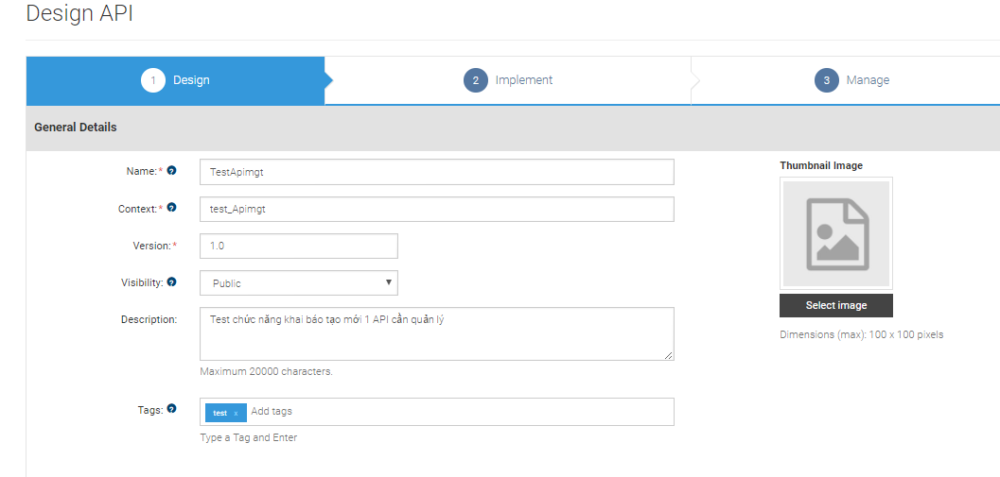 Design API
1 Design
2 Implement
3 Manage
General Details
Name:* ?
TestApimgt
Context:* ?
test_Apimgt
Version:*
1.0
Visibility: ?
Public
Description:
Test chức năng khai báo tạo mới 1 API cần quản lý
Maximum 20000 characters.
Tags: ?
test x Add tags
Type a Tag and Enter
Thumbnail Image
Select image
Dimensions (max): 100 x 100 pixels